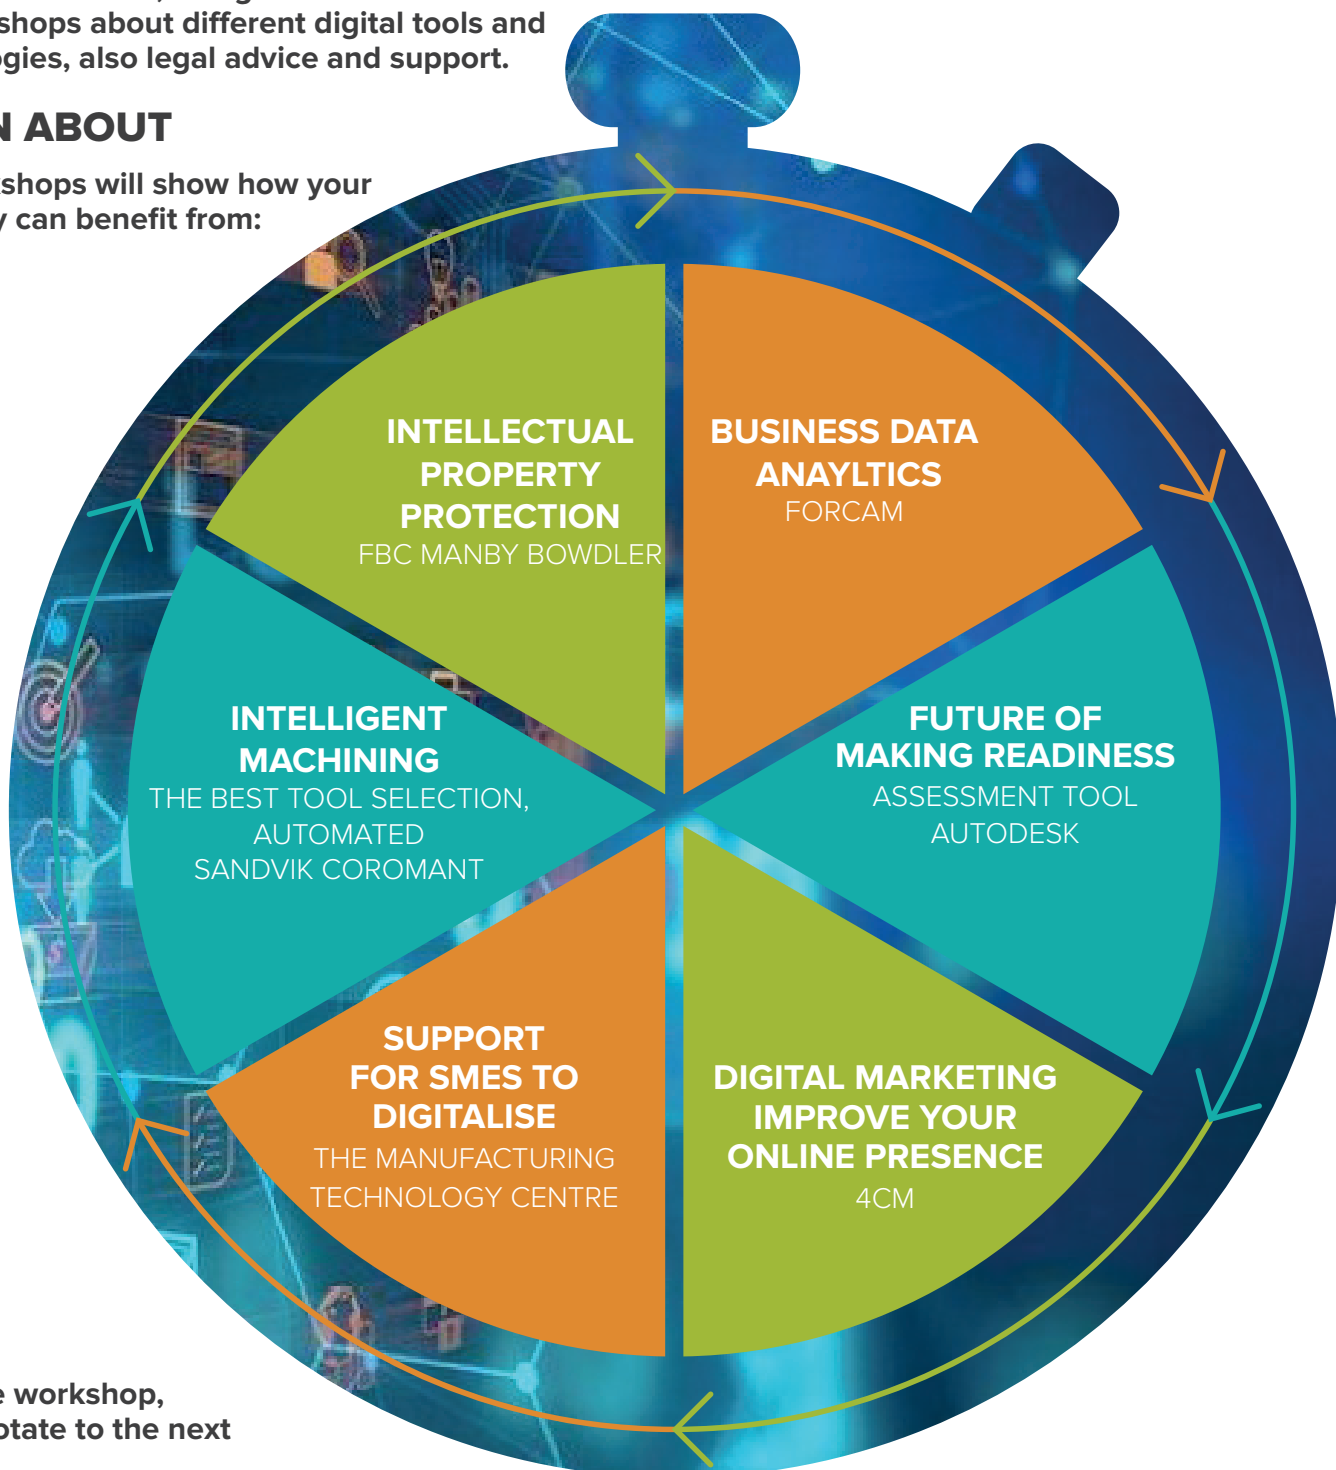 shops about different digital tools and
ogies, also legal advice and support.
N ABOUT
kshops will show how your
y can benefit from:
INTELLECTUAL
PROPERTY
PROTECTION
FBC MANBY BOWDLER
BUSINESS DATA
ANAYLTICS
FORCAM
FUTURE OF
MAKING READINESS
ASSESSMENT TOOL
AUTODESK
DIGITAL MARKETING
IMPROVE YOUR
ONLINE PRESENCE
4CM
SUPPORT
FOR SMES TO
DIGITALISE
THE MANUFACTURING
TECHNOLOGY CENTRE
INTELLIGENT
MACHINING
THE BEST TOOL SELECTION,
AUTOMATED
SANDVIK COROMANT
e workshop,
otate to the next